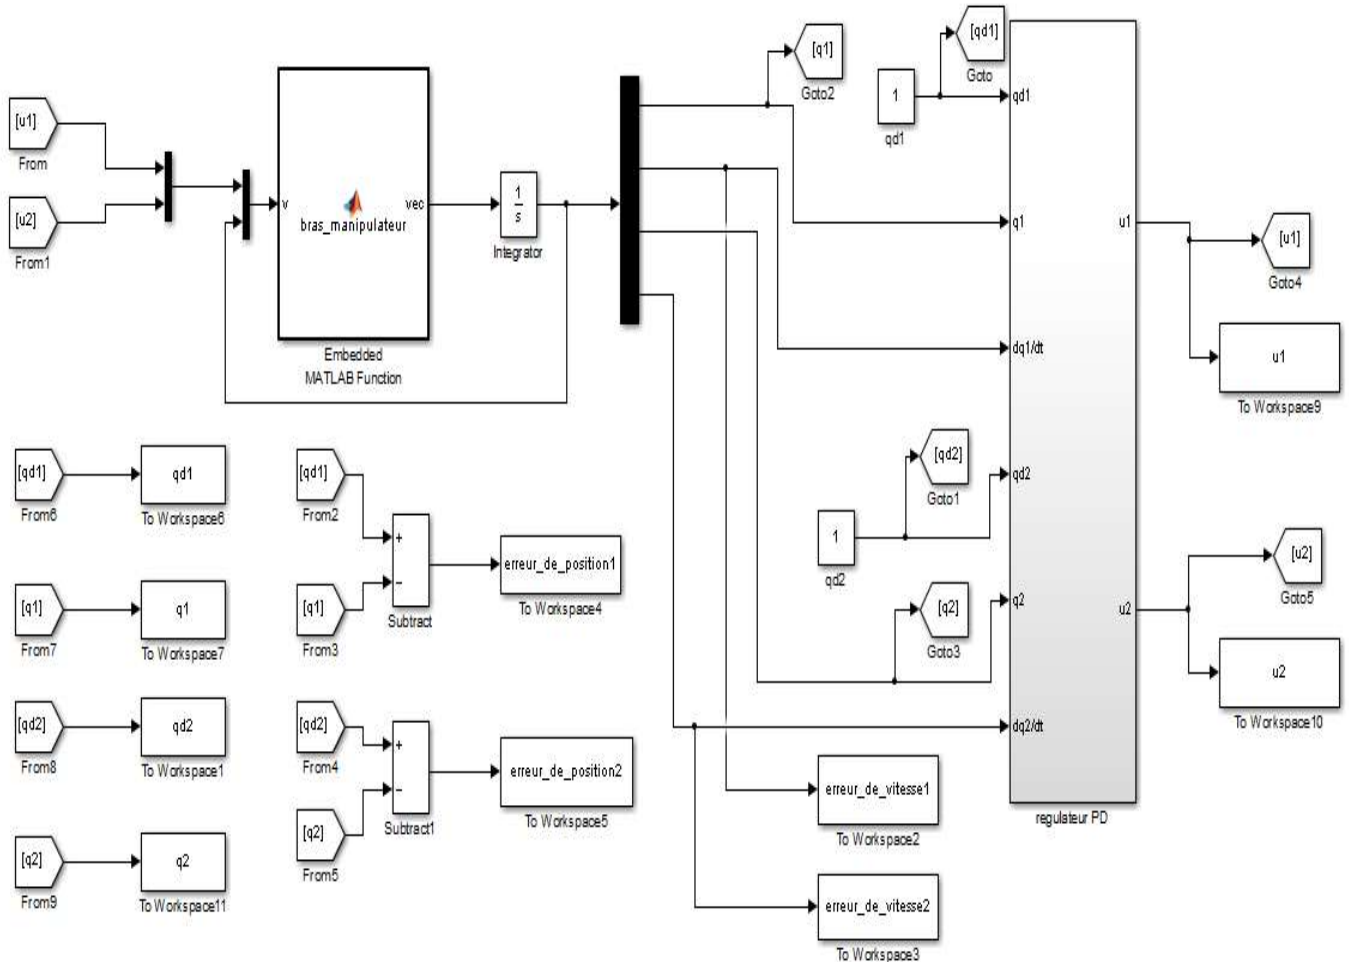 [u1]
From
[u2]
From1
v
bras_manipulateur
vec
Embedded
MATLAB Function
1
s
Integrator
[q1]
Goto2
[qd1]
Goto
1
qd1
qd1
q1
dq1/dt
qd2
q2
dq2/dt
u1
u2
regulateur PD
[u1]
Goto4
u1
To Workspace9
[qd2]
Goto1
1
qd2
[q2]
Goto3
[u2]
Goto5
u2
To Workspace10
[qd1]
From6
qd1
To Workspace6
[qd1]
From2
+
−
Subtract
erreur_de_position1
To Workspace4
[q1]
From7
q1
To Workspace7
[q1]
From3
[qd2]
From8
qd2
To Workspace1
[qd2]
From4
+
−
Subtract1
erreur_de_position2
To Workspace5
[q2]
From5
[q2]
From9
q2
To Workspace11
erreur_de_vitesse1
To Workspace2
erreur_de_vitesse2
To Workspace3